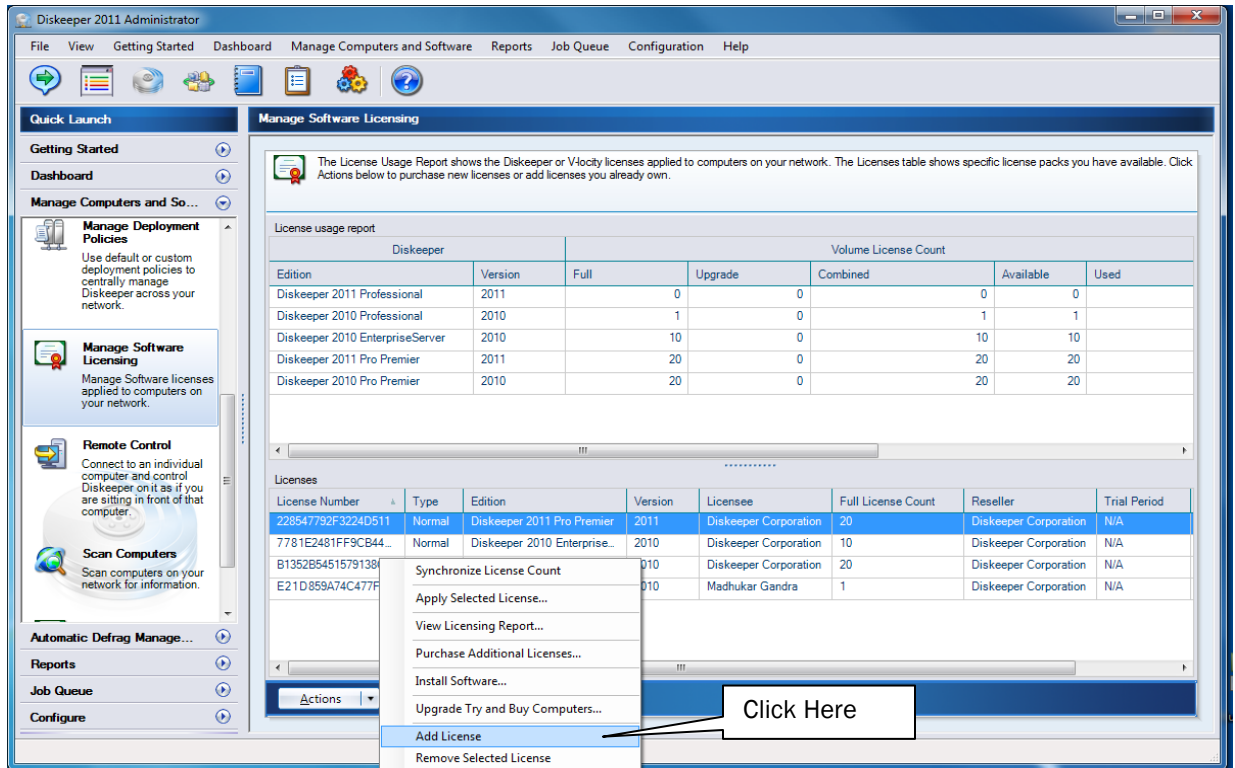 Diskeeper 2011 Administrator
File View Getting Started Dashboard Manage Computers and Software Reports Job Queue Configuration Help
Quick Launch
Getting Started
Dashboard
Manage Computers and So...
Manage Deployment
Policies
Use default or custom
deployment policies to
centrally manage
Diskeeper across your
network.
Manage Software
Licensing
Manage Software licenses
applied to computers on
your network.
Remote Control
Connect to an individual
computer and control
Diskeeper on it as if you
are sitting in front of that
computer.
Scan Computers
Scan computers on your
network for information.
Automatic Defrag Manage...
Reports
Job Queue
Configure
Manage Software Licensing
The License Usage Report shows the Diskeeper or V-locity licenses applied to computers on your network. The Licenses table shows specific license packs you have available. Click
Actions below to purchase new licenses or add licenses you already own.
License usage report
Diskeeper Volume License Count
Edition Version Full Upgrade Combined Available Used
Diskeeper 2011 Professional 2011 0 0 0 0
Diskeeper 2010 Professional 2010 1 0 1 1
Diskeeper 2010 EnterpriseServer 2010 10 0 10 10
Diskeeper 2011 Pro Premier 2011 20 0 20 20
Diskeeper 2010 Pro Premier 2010 20 0 20 20
Licenses
License Number Type Edition Version Licensee Full License Count Reseller Trial Period
228547792F3224D511 Normal Diskeeper 2011 Pro Premier 2011 Diskeeper Corporation 20 Diskeeper Corporation N/A
7781E2481FF9CB44... Normal Diskeeper 2010 Enterprise... 2010 Diskeeper Corporation 10 Diskeeper Corporation N/A
B1352B5451579138 010 Diskeeper Corporation 20 Diskeeper Corporation N/A
E21D859A74C477F 010 Madhukar Gandra 1 Diskeeper Corporation N/A
Synchronize License Count
Apply Selected License...
View Licensing Report...
Purchase Additional Licenses...
Install Software...
Upgrade Try and Buy Computers...
Add License
Remove Selected License
Actions
Click Here